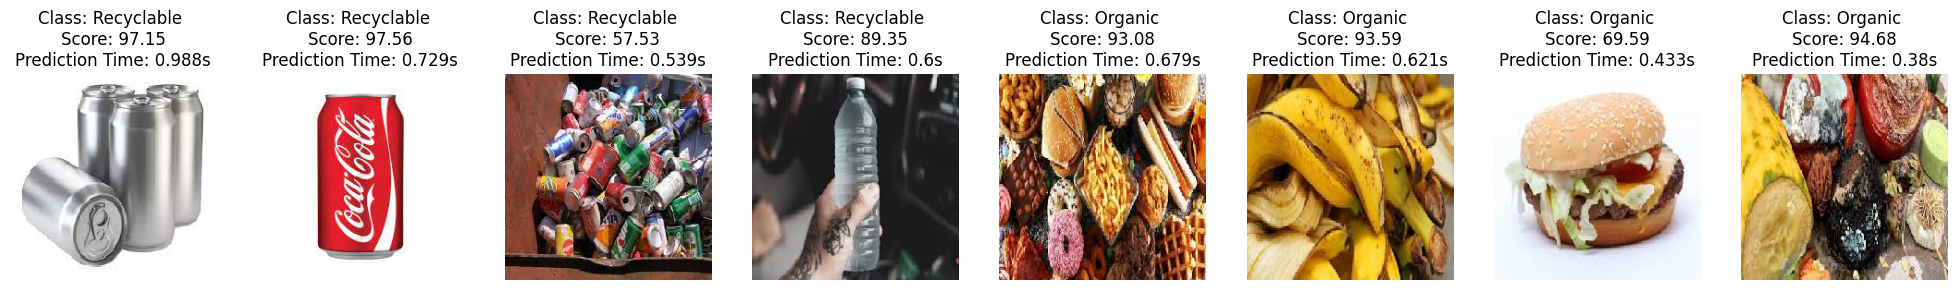 Class: Recyclable
Score: 97.15
Prediction Time: 0.988s
Class: Recyclable
Score: 97.56
Prediction Time: 0.729s
Coca-Cola
Class: Recyclable
Score: 57.53
Prediction Time: 0.539s
Class: Recyclable
Score: 89.35
Prediction Time: 0.6s
Class: Organic
Score: 93.08
Prediction Time: 0.679s
Class: Organic
Score: 93.59
Prediction Time: 0.621s
Class: Organic
Score: 69.59
Prediction Time: 0.433s
Class: Organic
Score: 94.68
Prediction Time: 0.38s